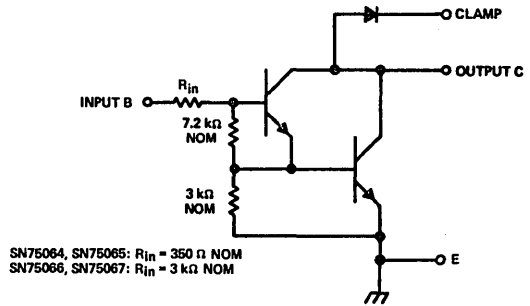 CLAMP
OUTPUT C
Rin
INPUT B
7.2 kΩ
NOM
3 kΩ
NOM
SN75064, SN75065: Rin = 350 Ω NOM
SN75066, SN75067: Rin = 3 kΩ NOM
E